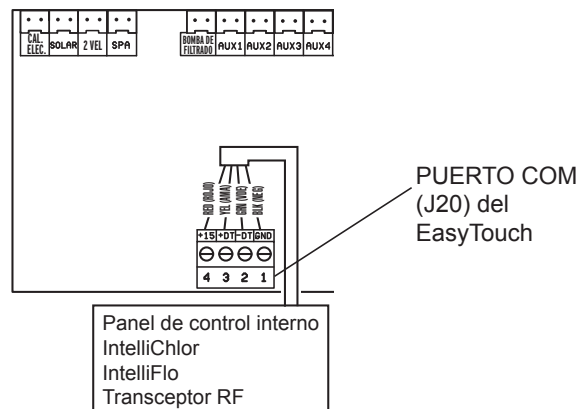 CAL. ELEC.
SOLAR
2 VEL
SPA
BOMBA DE FILTRADO
AUX1
AUX2
AUX3
AUX4
RED (ROJO)
YEL (AMA)
GRN (VDE)
BLK (NEG)
+15
+DT
-DT
GND
4 3 2 1
PUERTO COM
(J20) del
EasyTouch
Panel de control interno
IntelliChlor
IntelliFlo
Transceptor RF